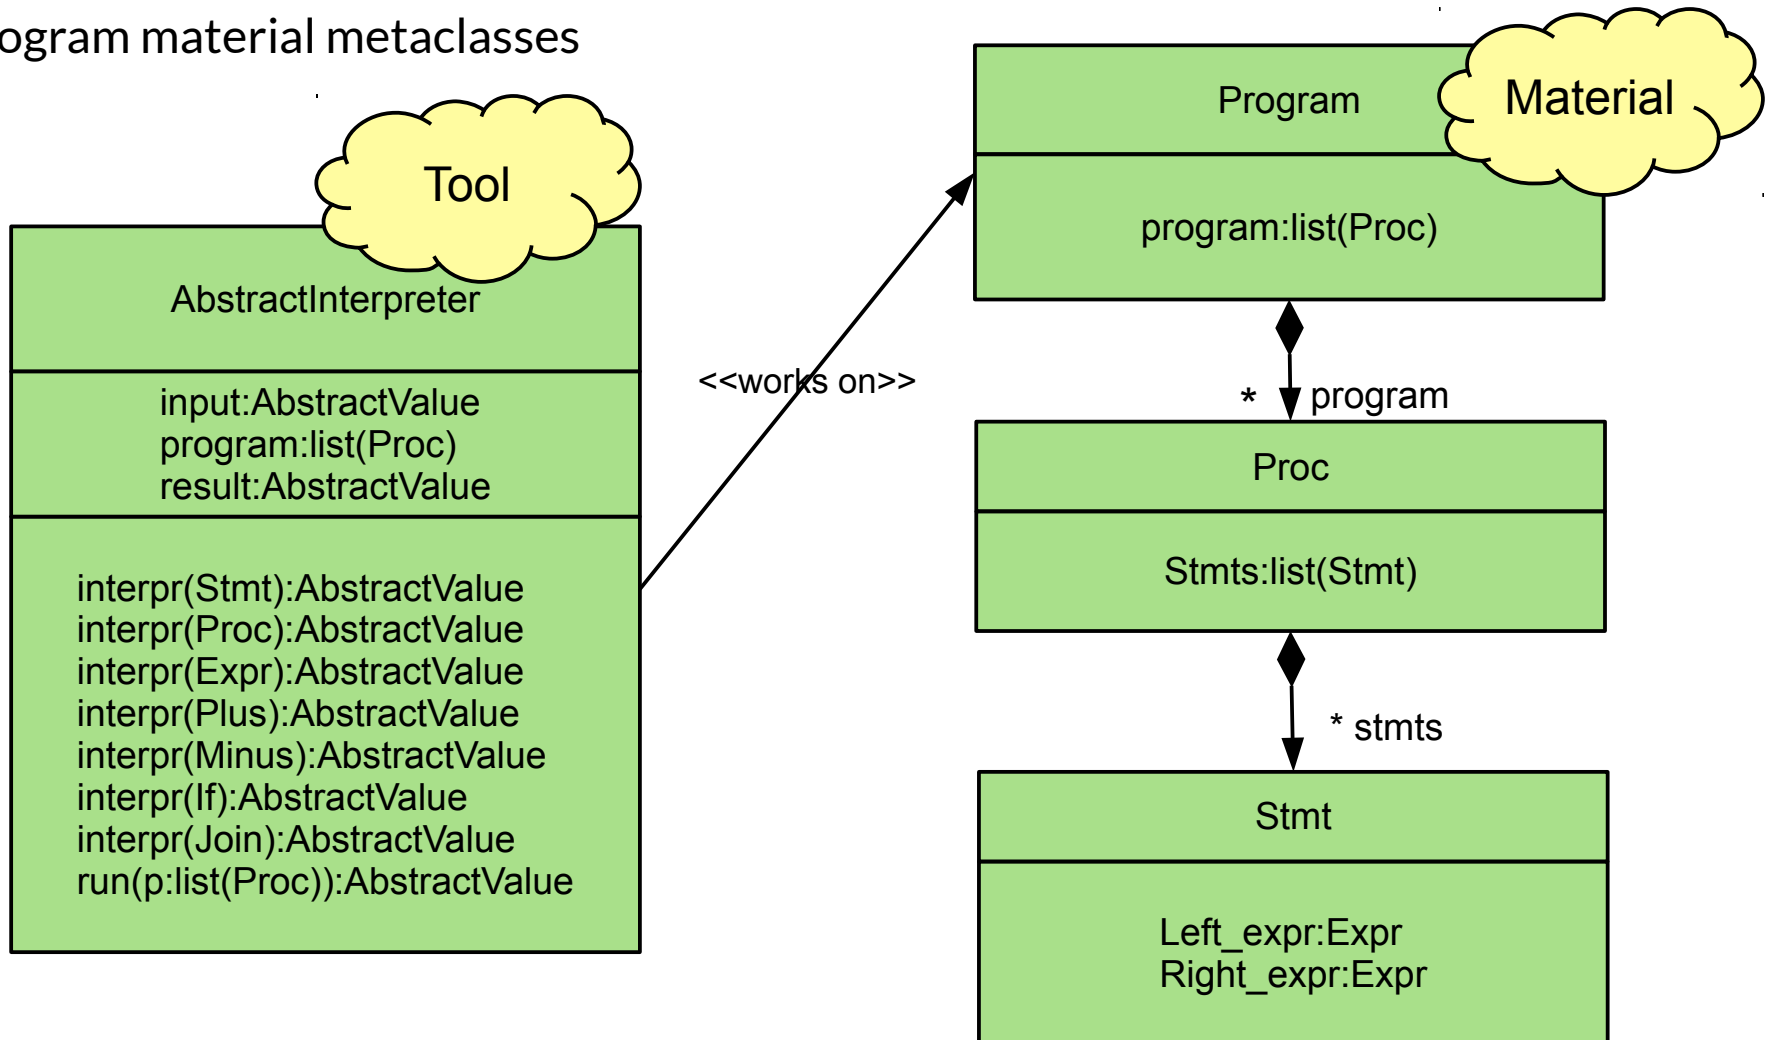 ogram material metaclasses
Tool
AbstractInterpreter
input:AbstractValue
program:list(Proc)
result:AbstractValue
interpr(Stmt):AbstractValue
interpr(Proc):AbstractValue
interpr(Expr):AbstractValue
interpr(Plus):AbstractValue
interpr(Minus):AbstractValue
interpr(If):AbstractValue
interpr(Join):AbstractValue
run(p:list(Proc)):AbstractValue
<<works on>>
Material
Program
program:list(Proc)
* program
Proc
Stmts:list(Stmt)
* stmts
Stmt
Left_expr:Expr
Right_expr:Expr